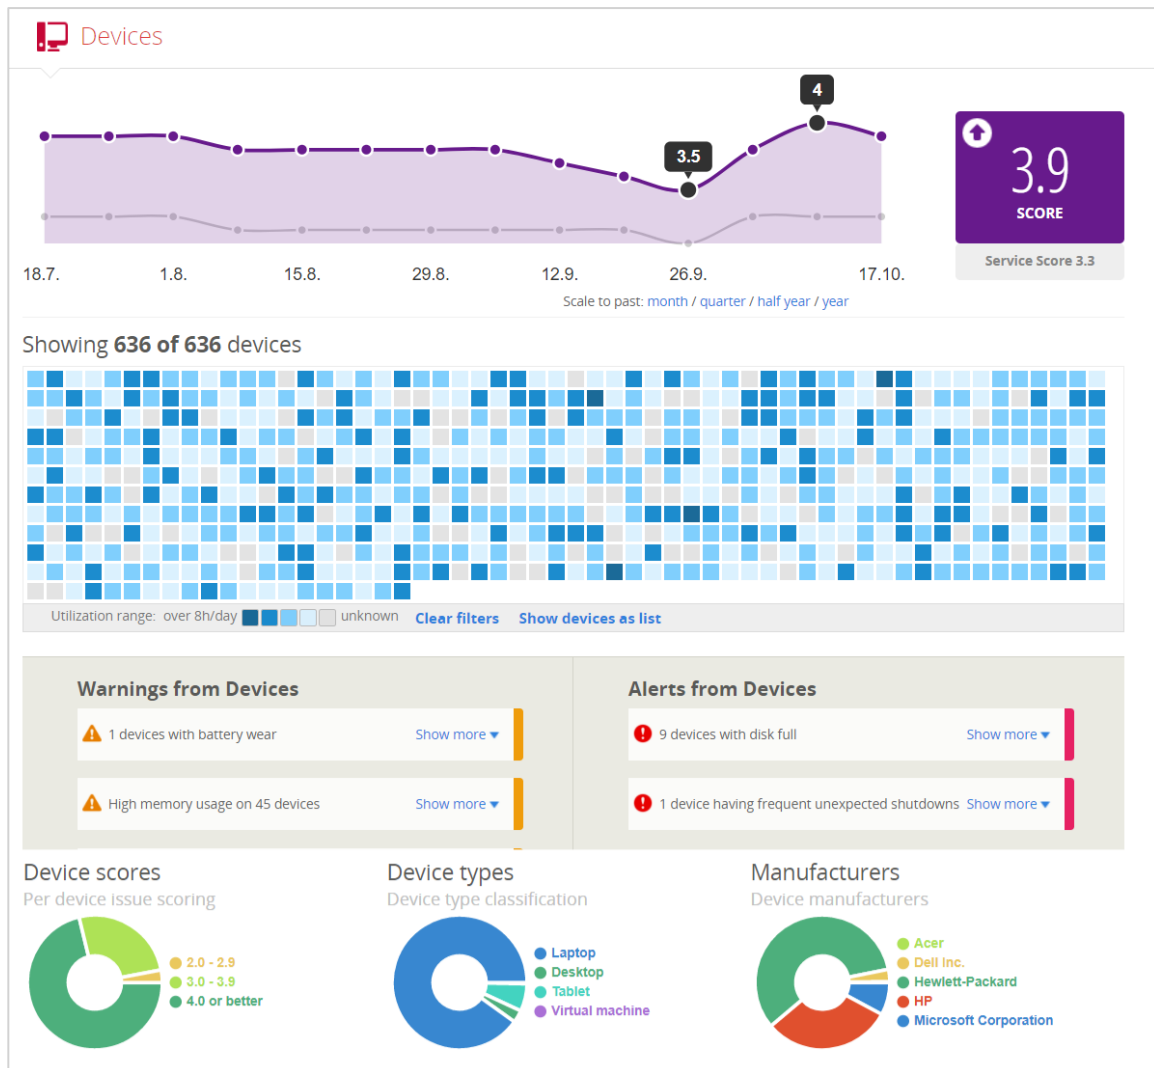 Devices
4
3.5
3.9
SCORE
Service Score 3.3
18.7.
1.8.
15.8.
29.8.
12.9.
26.9.
17.10.
Scale to past: month / quarter / half year / year
Showing 636 of 636 devices
Utilization range: over 8h/day unknown Clear filters Show devices as list
Warnings from Devices
1 devices with battery wear Show more
High memory usage on 45 devices Show more
Alerts from Devices
9 devices with disk full Show more
1 device having frequent unexpected shutdowns Show more
Device scores
Per device issue scoring
2.0 - 2.9
3.0 - 3.9
4.0 or better
Device types
Device type classification
Laptop
Desktop
Tablet
Virtual machine
Manufacturers
Device manufacturers
Acer
Dell Inc.
Hewlett-Packard
HP
Microsoft Corporation